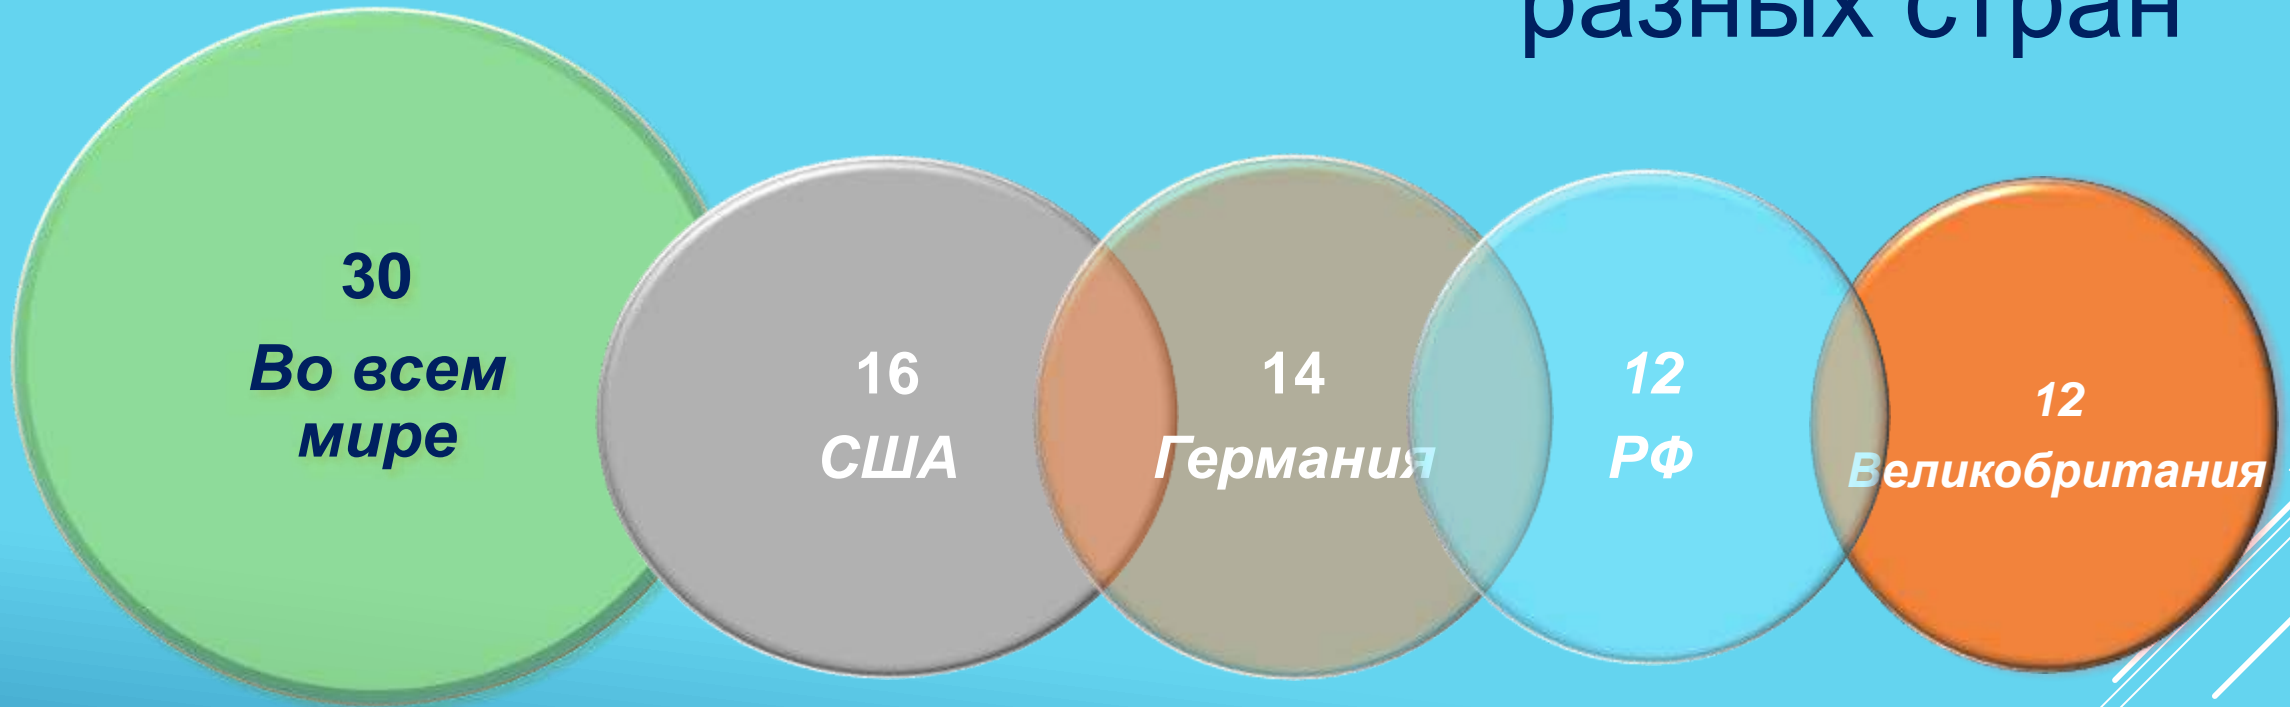 разных стран
30
Во всем
мире
16
США
14
Германия
12
РФ
12
Великобритания